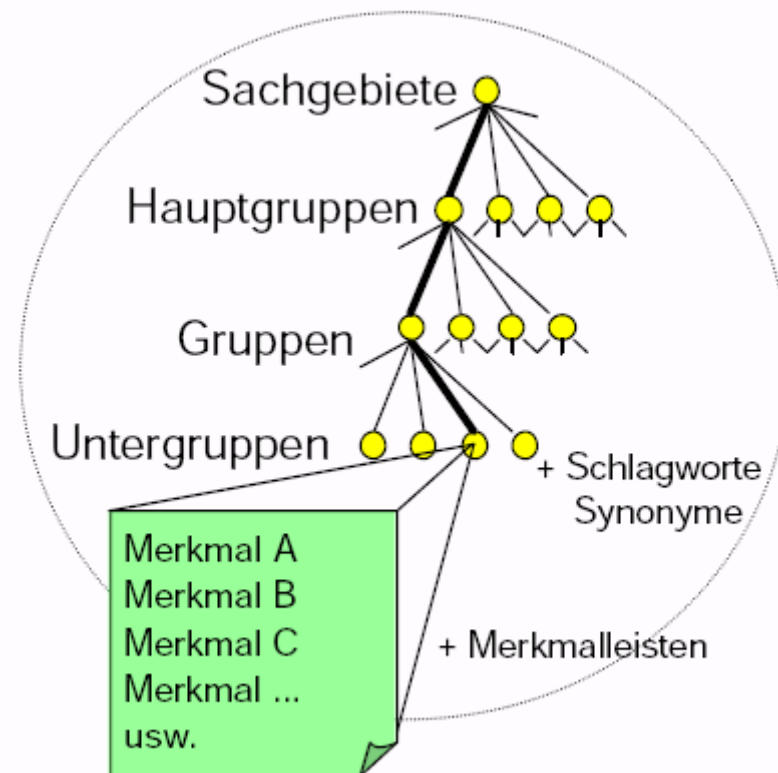 Sachgebiete
Hauptgruppen
Gruppen
Untergruppen
+ Schlagworte
Synonyme
Merkmal A
Merkmal B
Merkmal C
Merkmal ...
usw.
+ Merkmalleisten